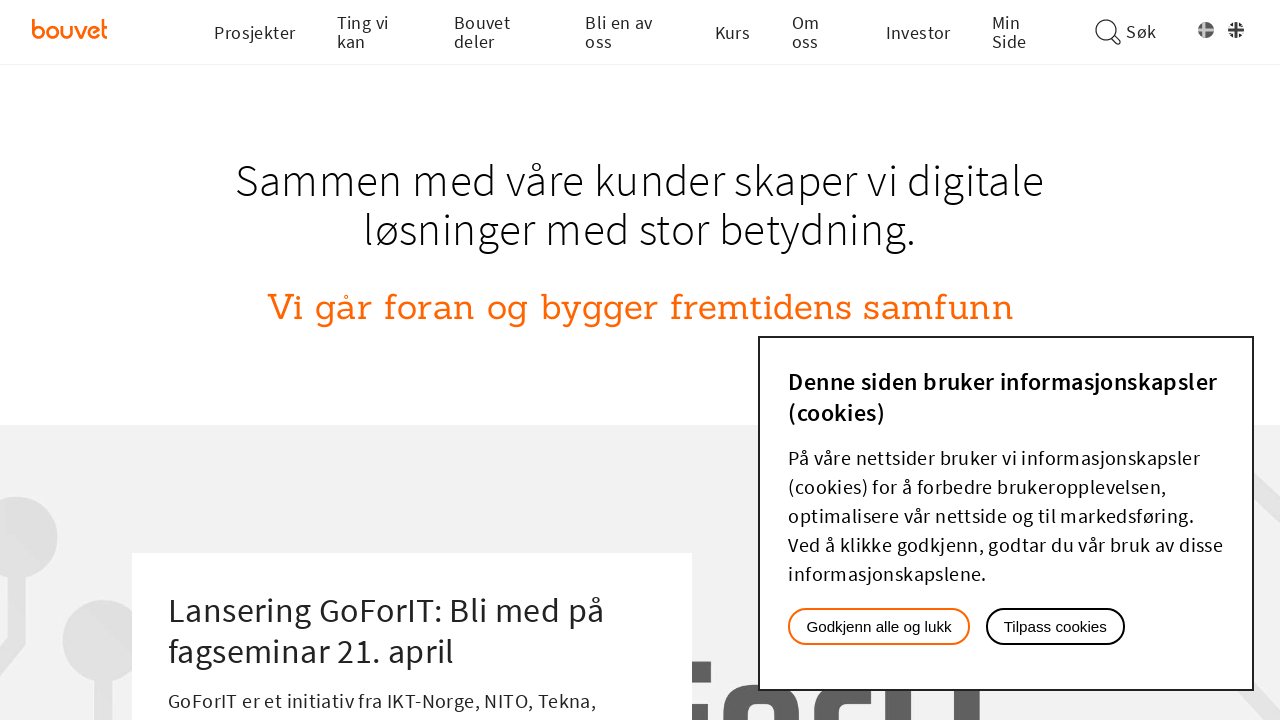 bouvet
Prosjekter
Ting vi
kan
Bouvet
deler
Bli en av
oss
Kurs
Om
oss
Investor
Min
Side
Søk
Sammen med våre kunder skaper vi digitale
løsninger med stor betydning.
Vi går foran og bygger fremtidens samfunn
Denne siden bruker informasjonskapsler
(cookies)
På våre nettsider bruker vi informasjonskapsler
(cookies) for å forbedre brukeropplevelsen,
optimalisere vår nettside og til markedsføring.
Ved å klikke godkjenn, godtar du vår bruk av disse
informasjonskapslene.
Godkjenn alle og lukk
Tilpass cookies
Lansering GoForIT: Bli med på
fagseminar 21. april
GoForIT er et initiativ fra IKT-Norge, NITO, Tekna,